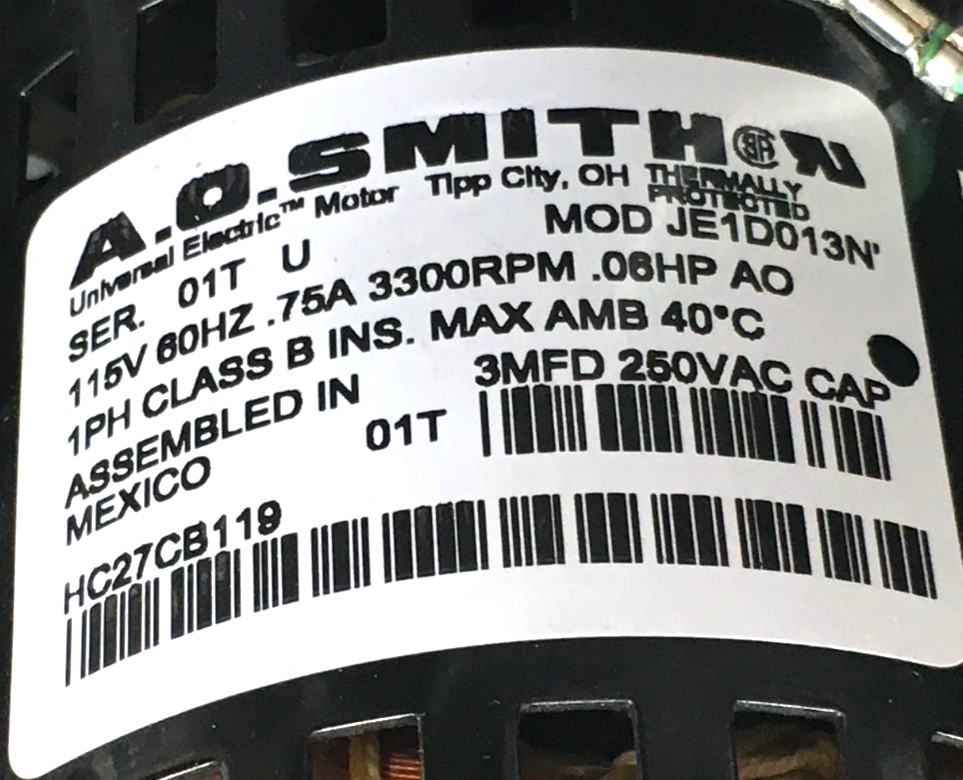 A.O.SMITH
Universal Electric™ Motor Tipp City, OH THERMALLY PROTECTED
MOD JE1D013N'
SER. 01T U
115V 60HZ .75A 3300RPM .06HP AO
1PH CLASS B INS. MAX AMB 40°C
3MFD 250VAC CAP
ASSEMBLED IN
MEXICO
01T
HC27CB119